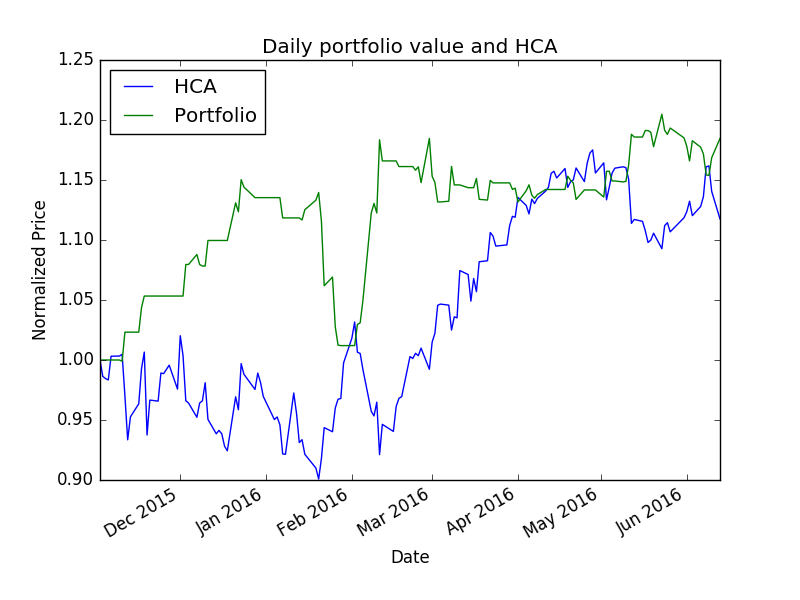 Daily portfolio value and HCA
HCA
Portfolio
1.25
1.20
1.15
1.10
1.05
1.00
0.95
0.90
Normalized Price
Dec 2015
Jan 2016
Feb 2016
Mar 2016
Apr 2016
May 2016
Jun 2016
Date